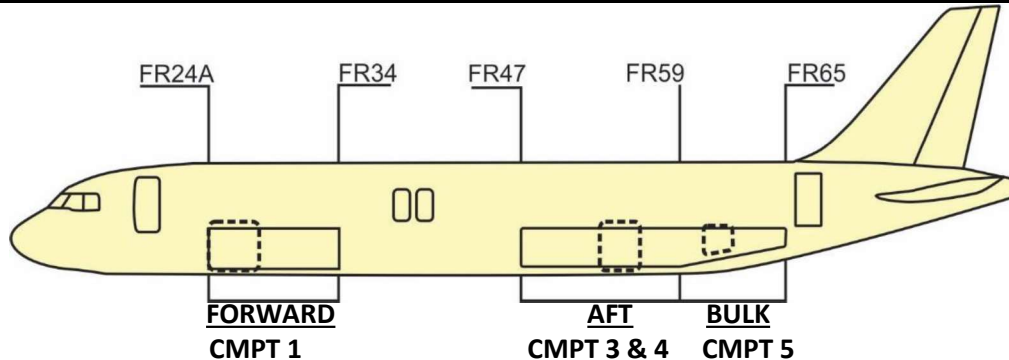 FR24A FR34 FR47 FR59 FR65
FORWARD AFT BULK
CMPT 1 CMPT 3 & 4 CMPT 5